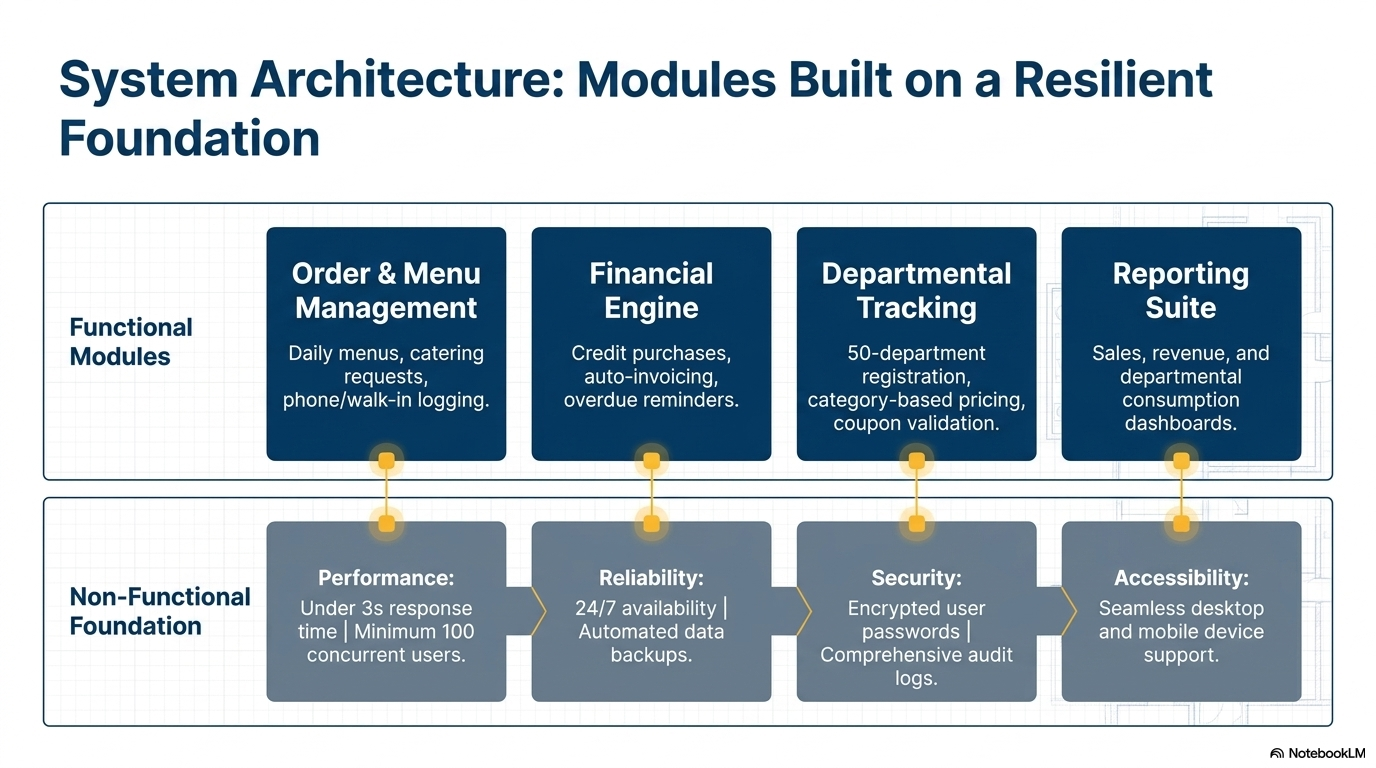 System Architecture: Modules Built on a Resilient
Foundation
Functional
Modules
Order & Menu
Management
Daily menus, catering
requests,
phone/walk-in logging.
Financial
Engine
Credit purchases,
auto-invoicing,
overdue reminders.
Departmental
Tracking
50-department
registration,
category-based pricing,
coupon validation.
Reporting
Suite
Sales, revenue, and
departmental
consumption
dashboards.
Non-Functional
Foundation
Performance:
Under 3s response
time | Minimum 100
concurrent users.
Reliability:
24/7 availability |
Automated data
backups.
Security:
Encrypted user
passwords |
Comprehensive audit
logs.
Accessibility:
Seamless desktop
and mobile device
support.
NotebookLM